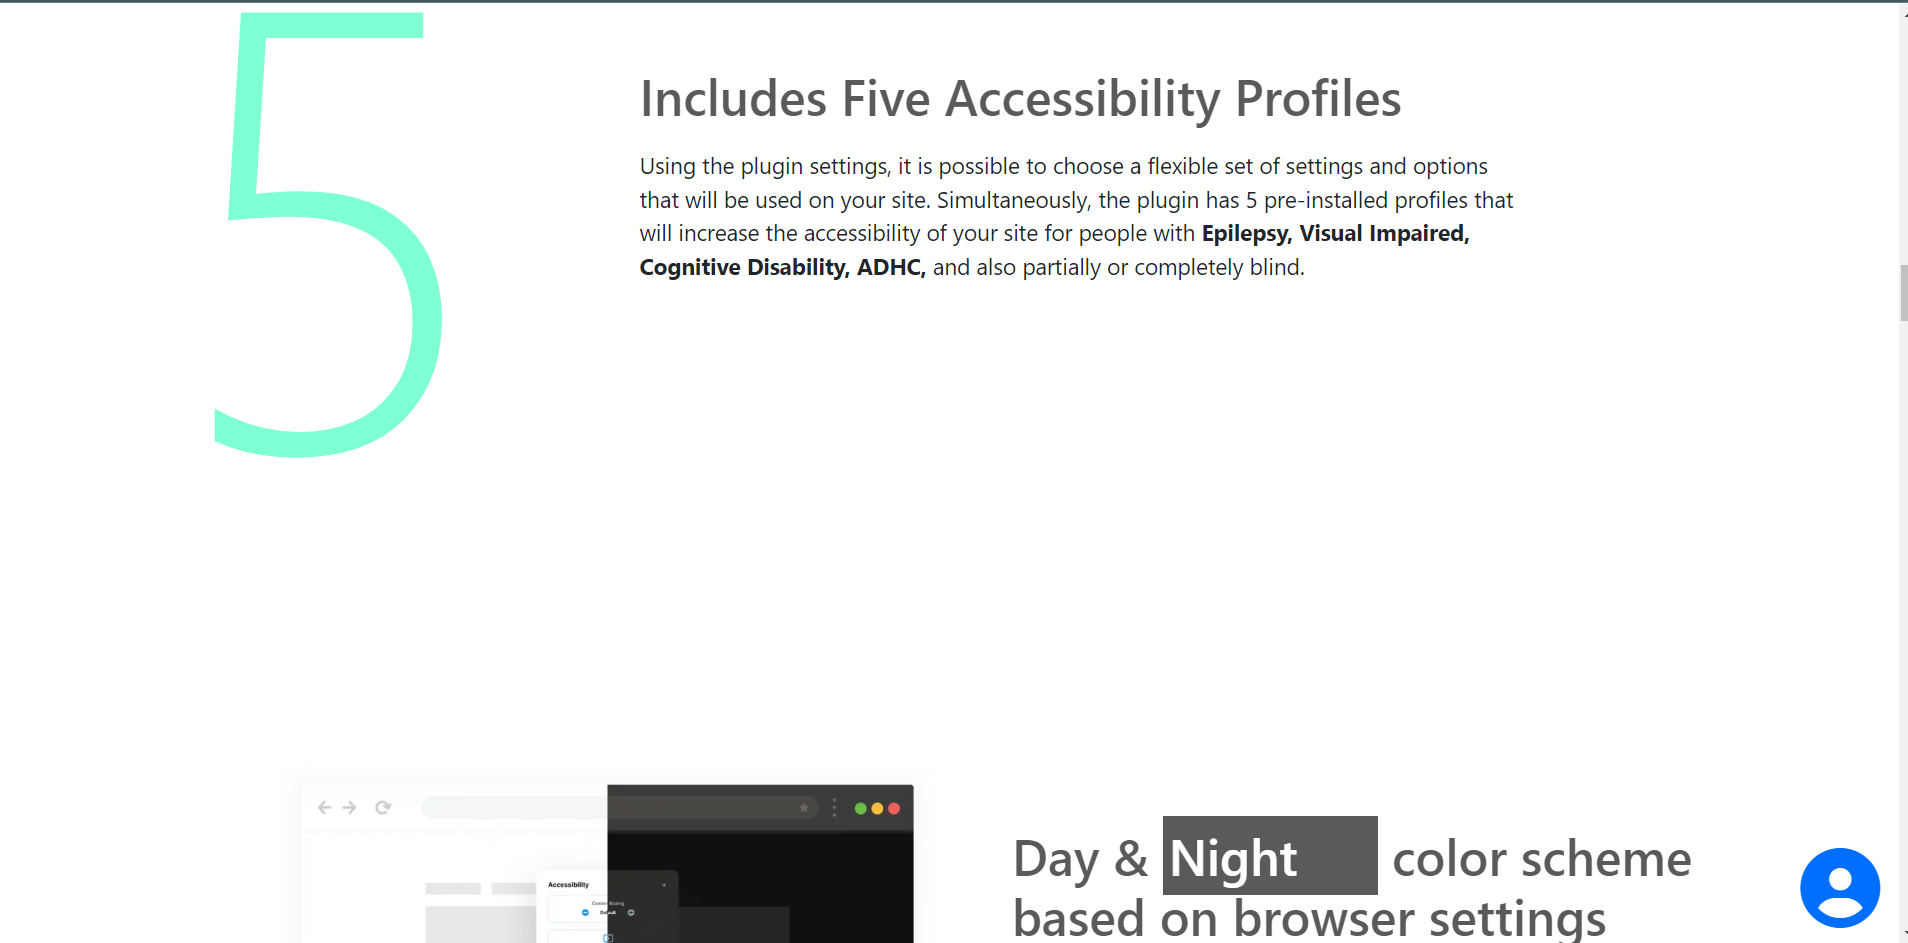 5
Includes Five Accessibility Profiles
Using the plugin settings, it is possible to choose a flexible set of settings and options
that will be used on your site. Simultaneously, the plugin has 5 pre-installed profiles that
will increase the accessibility of your site for people with Epilepsy, Visual Impaired,
Cognitive Disability, ADHC, and also partially or completely blind.
Accessibility
Content Scaling
Default
Day & Night color scheme
based on browser settings